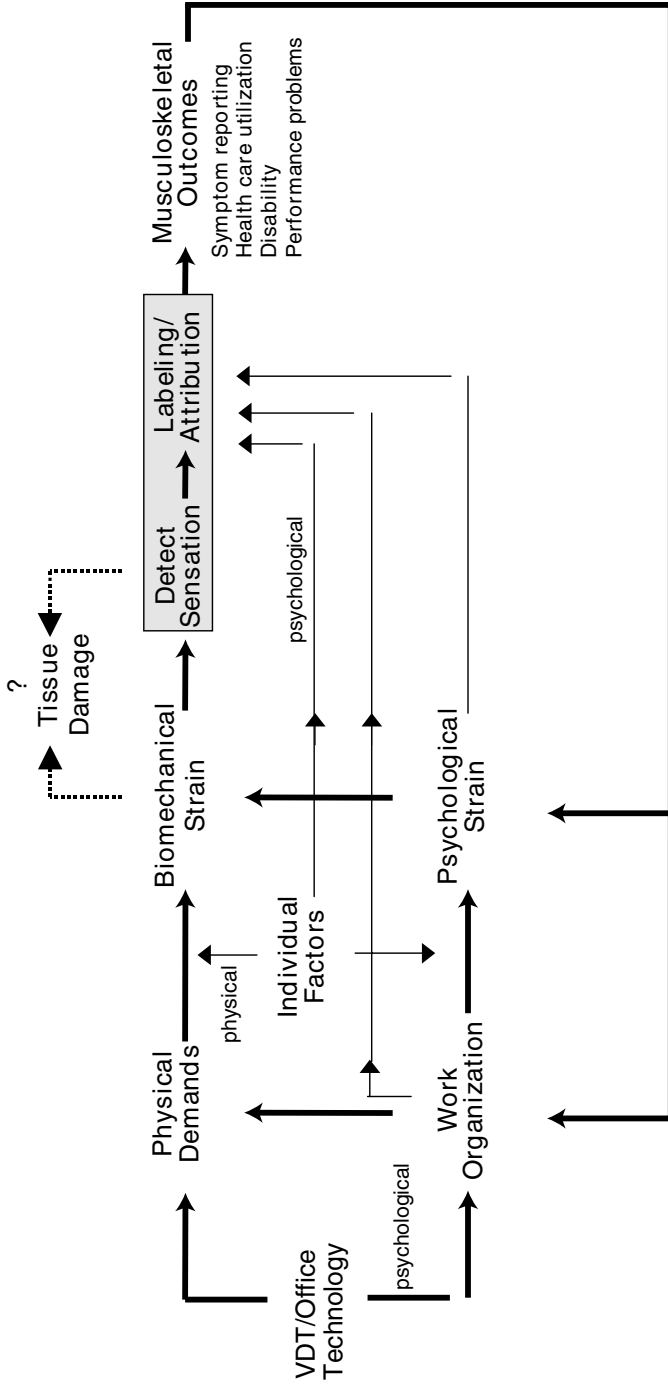 ?
Tissue
Damage
Physical
Demands
Biomechanical
Strain
Detect
Sensation
Labeling/
Attribution
Musculoskeletal
Outcomes
Symptom reporting
Health care utilization
Disability
Performance problems
physical
Individual
Factors
psychological
VDT/Office
Technology
psychological
Work
Organization
Psychological
Strain